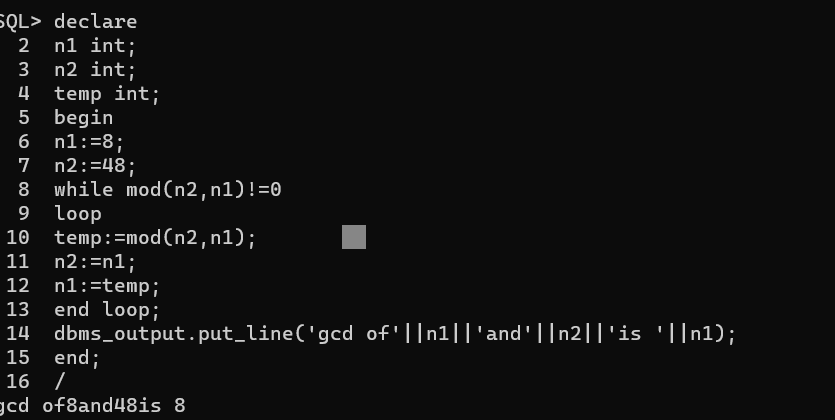 SQL> declare
2 n1 int;
3 n2 int;
4 temp int;
5 begin
6 n1:=8;
7 n2:=48;
8 while mod(n2,n1)!=0
9 loop
10 temp:=mod(n2,n1);
11 n2:=n1;
12 n1:=temp;
13 end loop;
14 dbms_output.put_line('gcd of'||n1||'and'||n2||'is '||n1);
15 end;
16 /
gcd of8and48is 8